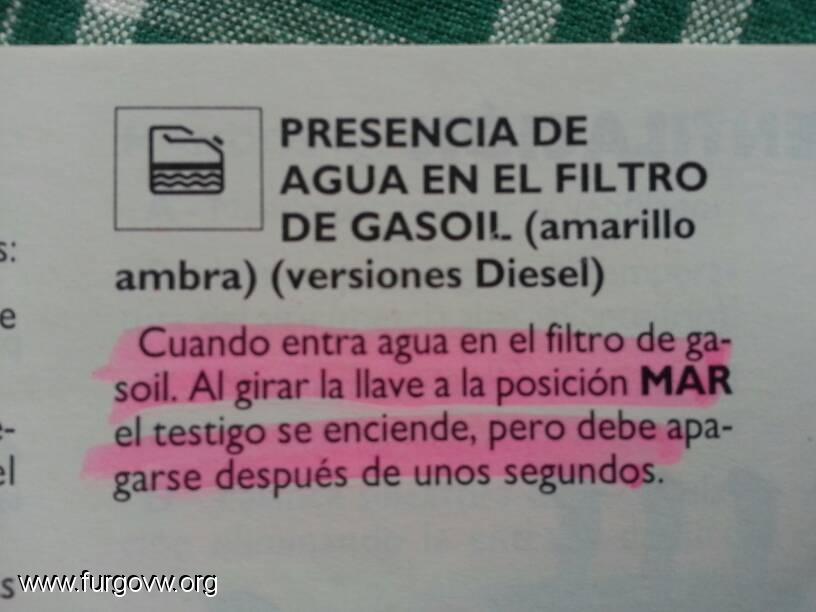 PRESENCIA DE
AGUA EN EL FILTRO
DE GASOIL (amarillo
ambra) (versiones Diesel)
Cuando entra agua en el filtro de ga-
soil. Al girar la llave a la posición MAR
el testigo se enciende, pero debe apa-
garse después de unos segundos.
s:
e
e-
el
s
www.furgovw.org